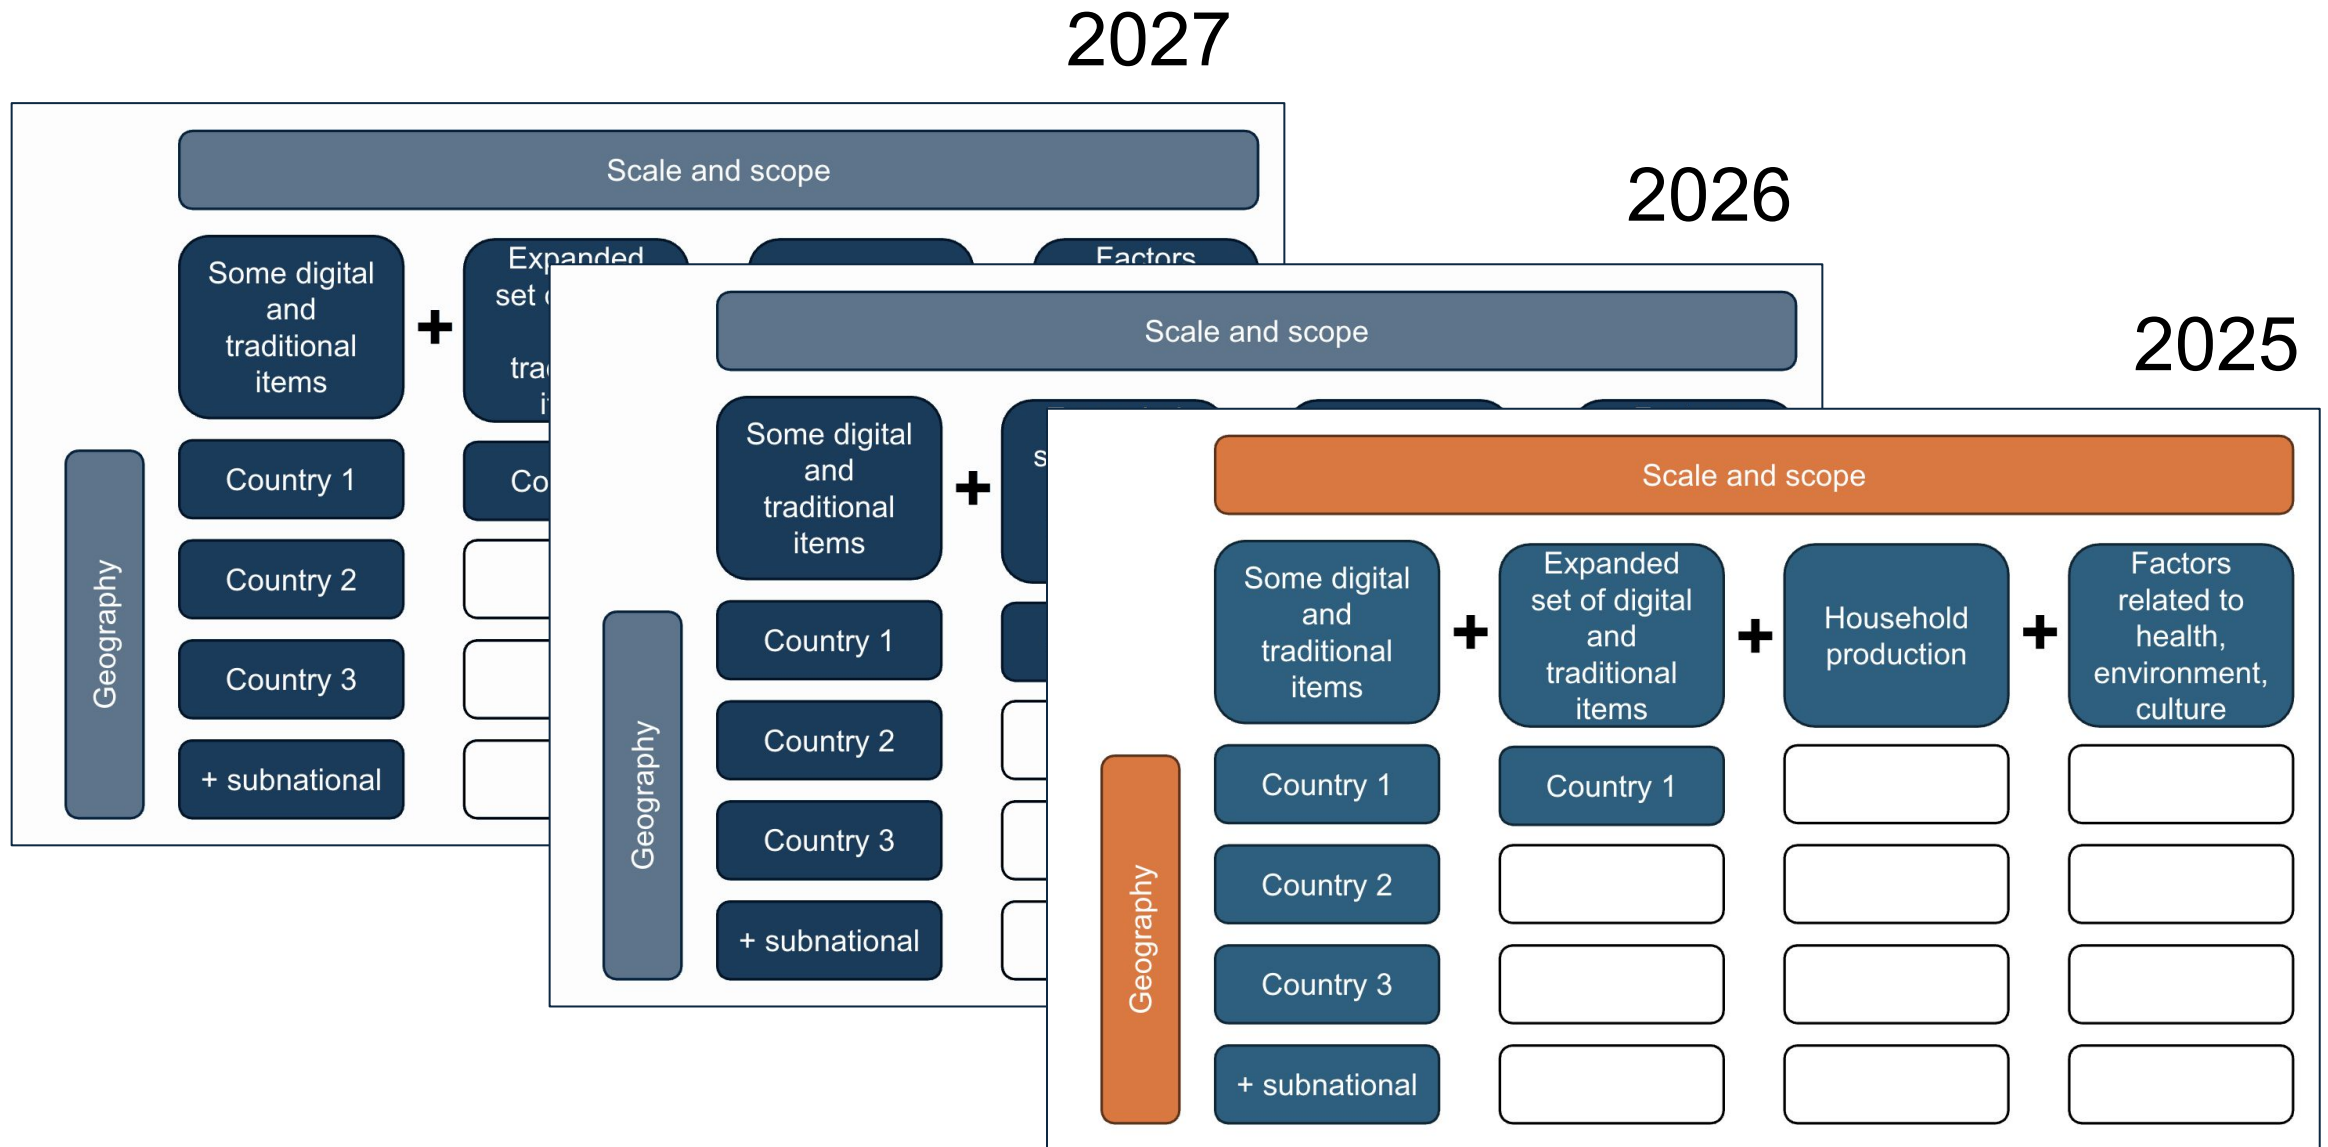 2027
Scale and scope
Some digital
and
traditional
items
+
Expanded
set
Factors
Geography
Country 1
Country 2
Country 3
+ subnational
2026
Scale and scope
Some digital
and
traditional
items
+
Geography
Country 1
Country 2
Country 3
+ subnational
2025
Scale and scope
Some digital
and
traditional
items
+
Expanded
set of digital
and
traditional
items
+
Household
production
+
Factors
related to
health,
environment,
culture
Geography
Country 1
Country 1
Country 2
Country 3
+ subnational